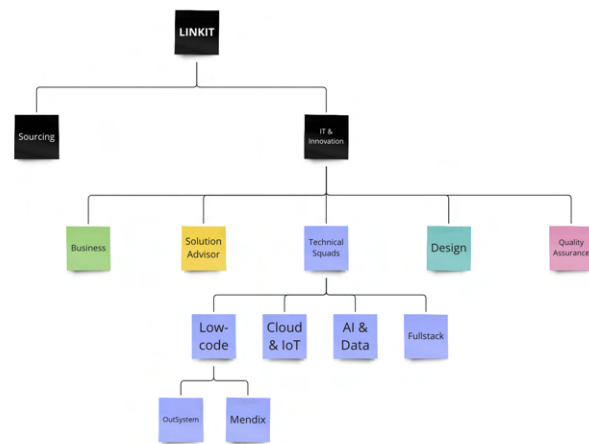 LINKIT
Sourcing
IT &
Innovation
Business
Solution
Advisor
Technical
Squads
Design
Quality
Assurance
Low-
code
Cloud
& IoT
AI &
Data
Fullstack
OutSystem
Mendix